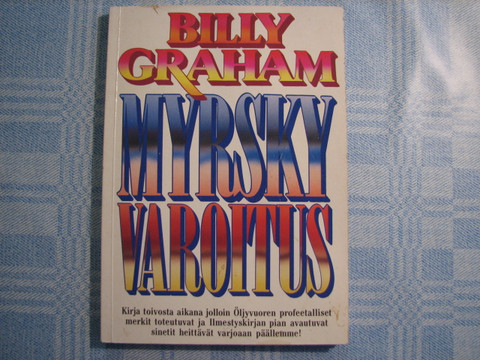 BILLY
GRAHAM
MYRSKY
VAROITUS
Kirja toivosta aikana jolloin Öljyvuoren profeetalliset
merkit toteutuvat ja Ilmestyskirjan pian avautuvat
sinetit heittävät varjoaan päällemme!